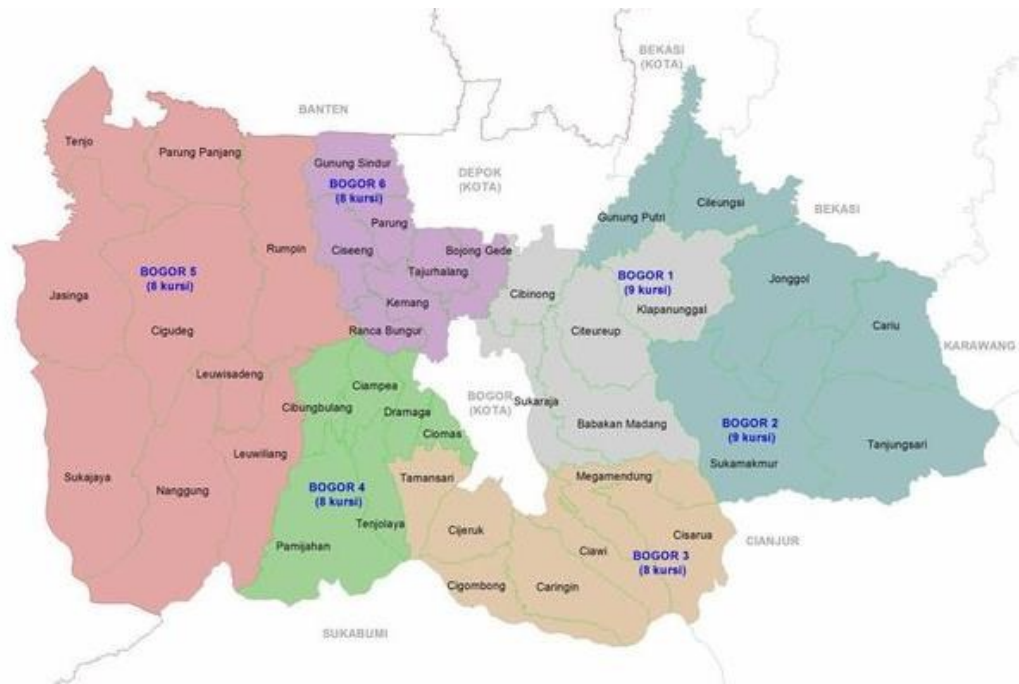 BEKASI
(KOTA)
BANTEN
Tenjo
Parung Panjang
Gunung Sindur
BOGOR 6
(8 kursi)
DEPOK
(KOTA)
Parung
Gunung Putri
Cileungsi
BEKASI
Rumpin
Ciseeng
Bojong Gede
Tajurhalang
BOGOR 5
(8 kursi)
BOGOR 1
(9 kursi)
Jonggol
Jasinga
Cibinong
Kemang
Klapanunggal
Cigudeg
Ranca Bungur
Citeureup
Cariu
KARAWANG
Leuwisadeng
Ciampea
BOGOR
(KOTA)
Sukaraja
Cibungbulang
Dramaga
Ciomas
Babakan Madang
BOGOR 2
(9 kursi)
Tanjungsari
Leuwiliang
Sukamakmur
Sukajaya
Nanggung
BOGOR 4
(8 kursi)
Tamansari
Megamendung
Tenjolaya
Cijeruk
Cisarua
CIANJUR
Pamijahan
Ciawi
BOGOR 3
(8 kursi)
Cigombong
Caringin
SUKABUMI